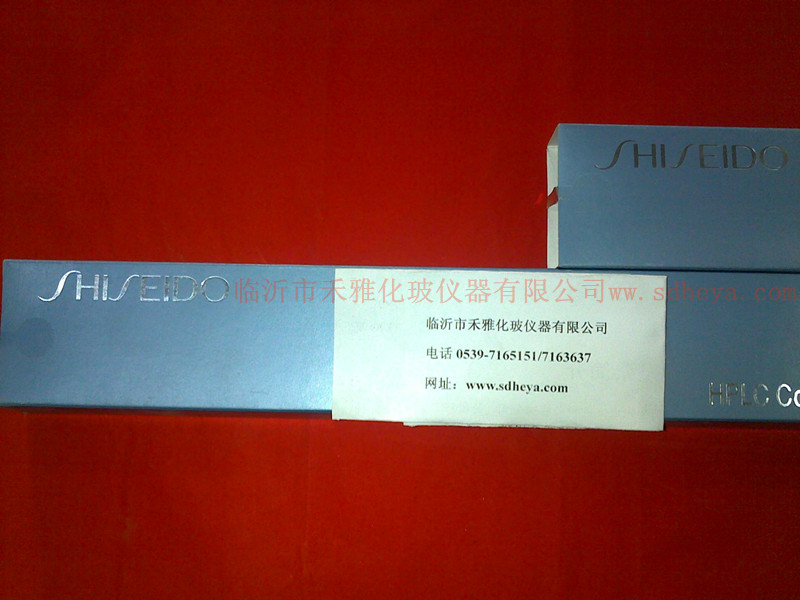 SHISEIDO
SHISEIDO
临沂市禾雅化玻仪器有限公司www.sdheya.com
临沂市禾雅化玻仪器有限公司
电话 0539-7165151/7163637
网址：www.sdheya.com
HPLC Co